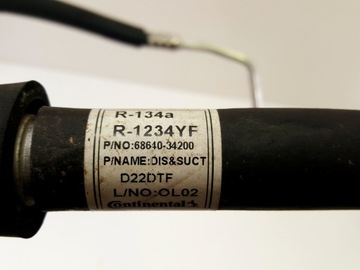 R-134a
R-1234YF
P/NO:68640-34200
P/NAME:DIS&SUCT
D22DTF
L/NO:OL02
Continental